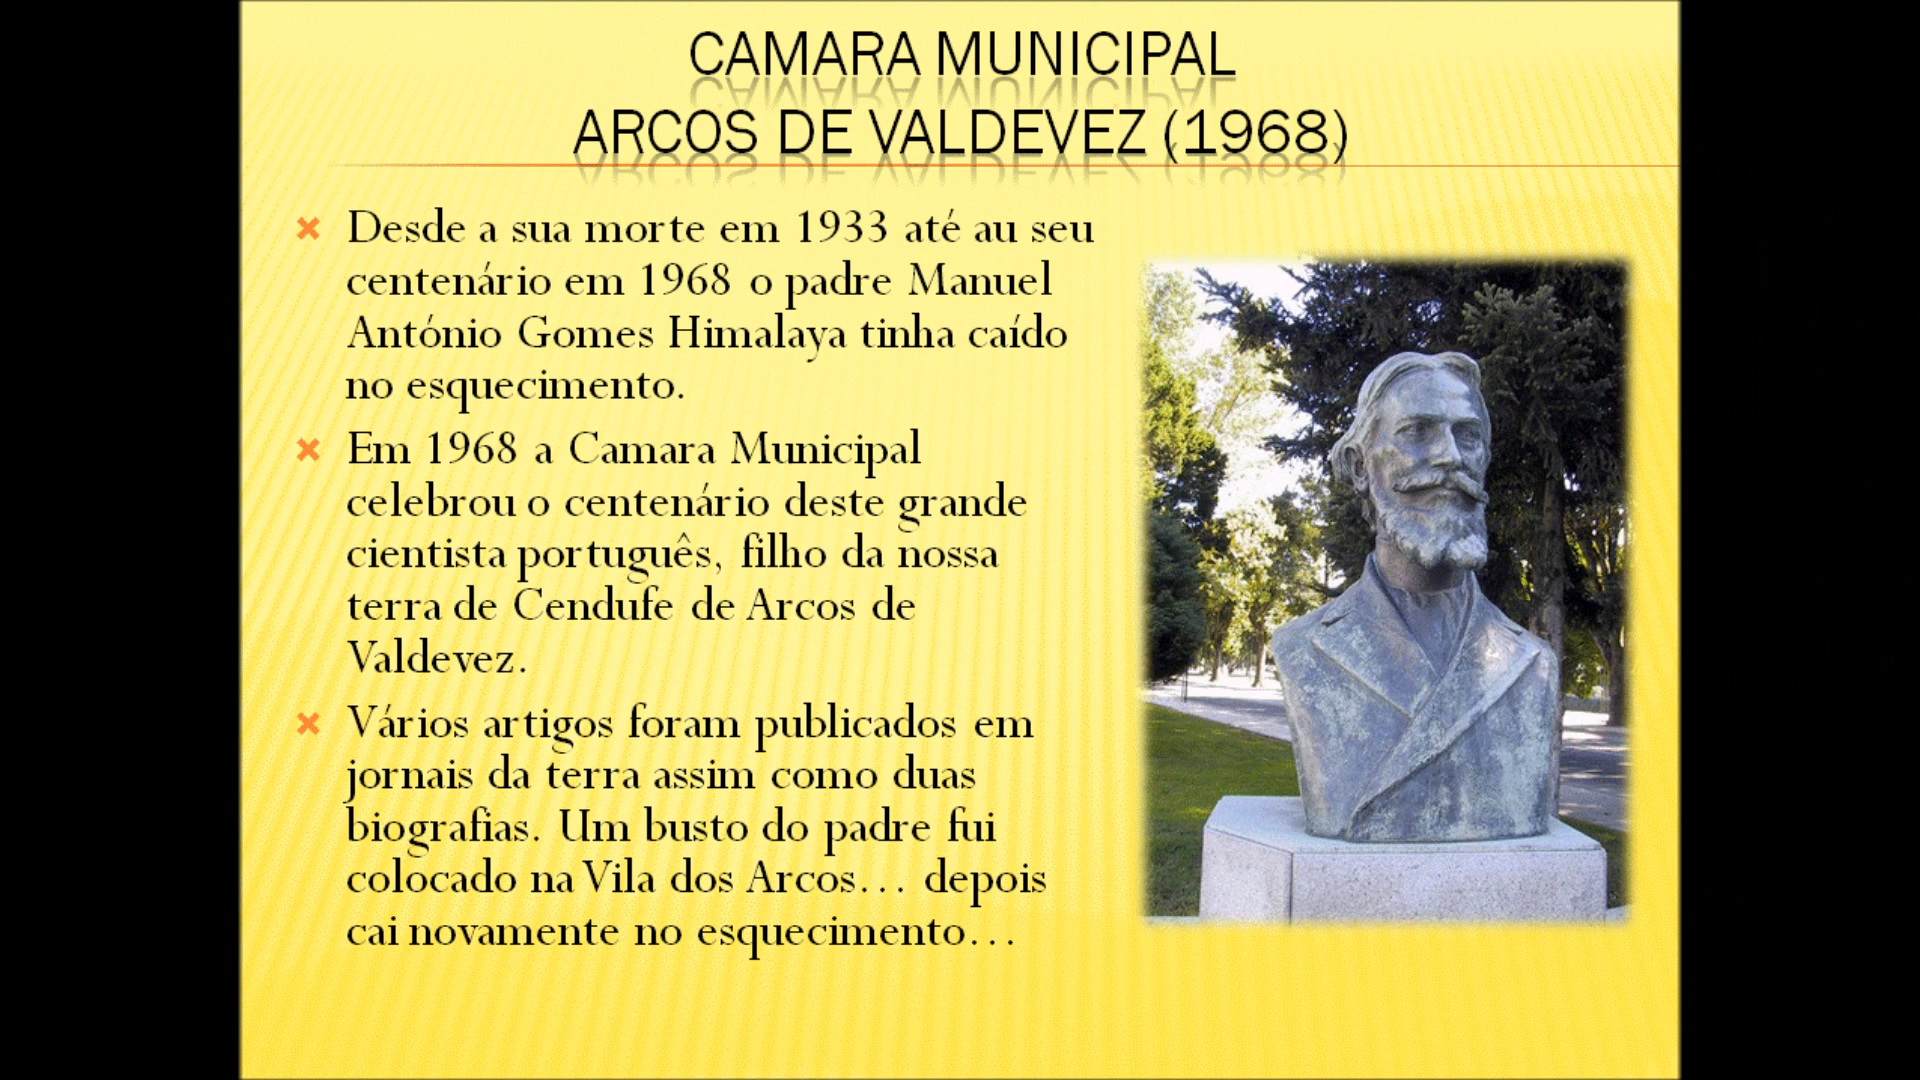 CAMARA MUNICIPAL
ARCOS DE VALDEVEZ (1968)
Desde a sua morte em 1933 até au seu
centenário em 1968 o padre Manuel
António Gomes Himalaya tinha caído
no esquecimento.
Em 1968 a Camara Municipal
celebrou o centenário deste grande
cientista português, filho da nossa
terra de Cendufe de Arcos de
Valdevez.
Vários artigos foram publicados em
jornais da terra assim como duas
biografias. Um busto do padre fui
colocado na Vila dos Arcos… depois
cai novamente no esquecimento…